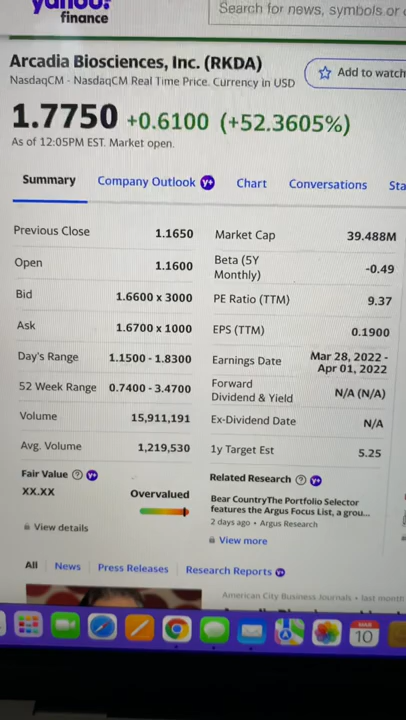 yahoo!
finance
Search for news, symbols or
Arcadia Biosciences, Inc. (RKDA)
NasdaqCM - NasdaqCM Real Time Price. Currency in USD
Add to watch
1.7750 +0.6100 (+52.3605%)
As of 12:05PM EST. Market open.
Summary Company Outlook Y+ Chart Conversations Sta
Previous Close 1.1650
Open 1.1600
Bid 1.6600 x 3000
Ask 1.6700 x 1000
Day's Range 1.1500 - 1.8300
52 Week Range 0.7400 - 3.4700
Volume 15,911,191
Avg. Volume 1,219,530
Market Cap 39.488M
Beta (5Y
Monthly) -0.49
PE Ratio (TTM) 9.37
EPS (TTM) 0.1900
Earnings Date Mar 28, 2022 -
Apr 01, 2022
Forward
Dividend & Yield N/A (N/A)
Ex-Dividend Date N/A
1y Target Est 5.25
Fair Value ? Y+
XX.XX Overvalued
View details
Related Research ? Y+
Bear CountryThe Portfolio Selector
features the Argus Focus List, a grou...
2 days ago • Argus Research
View more
All News Press Releases Research Reports Y+
American City Business Journals • last month
MAR
10